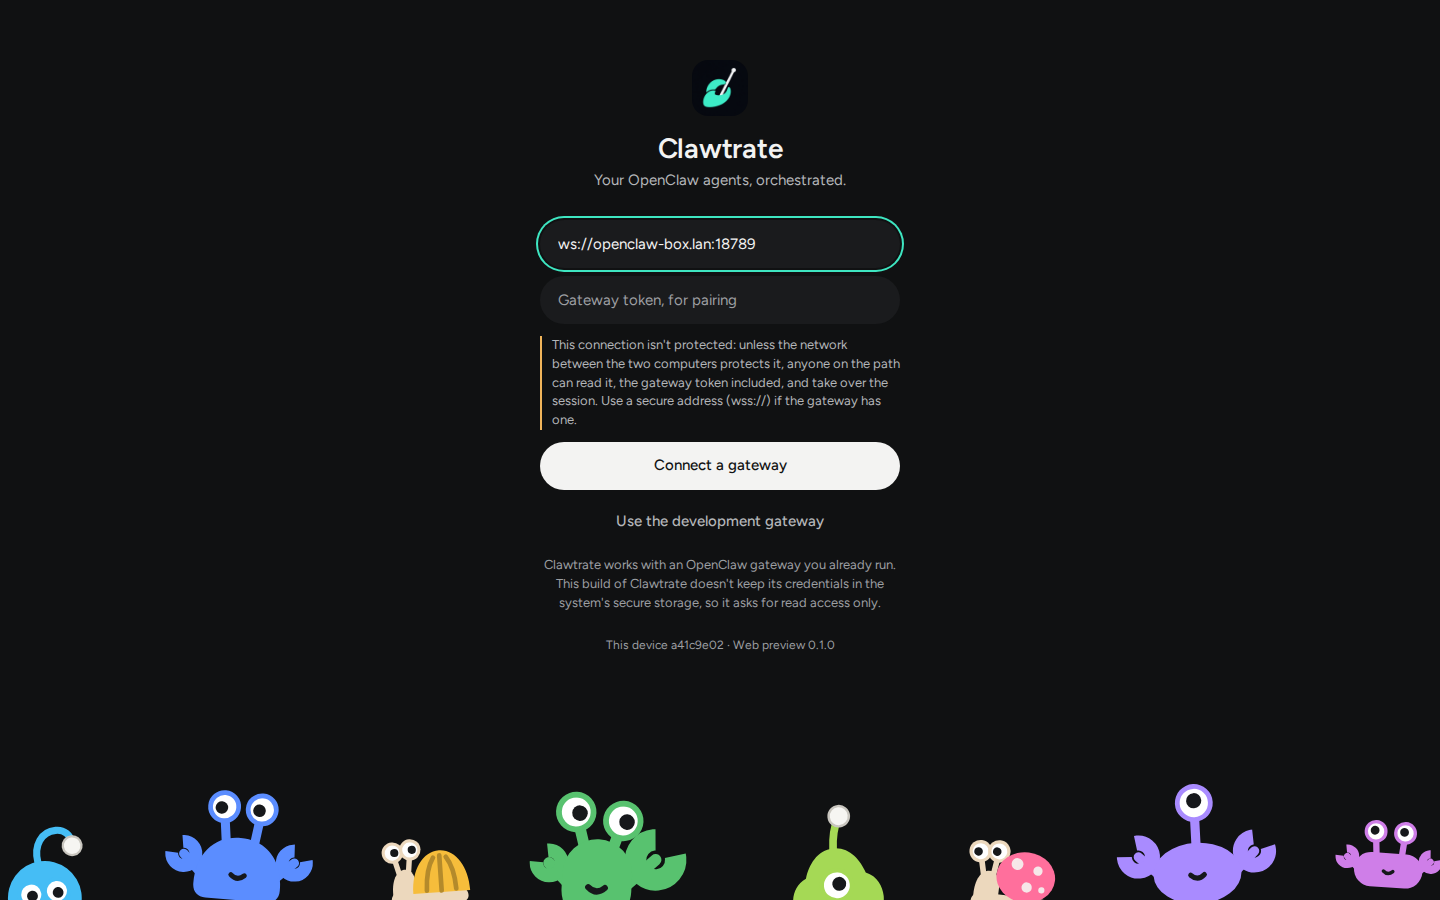 Clawtrate
Your OpenClaw agents, orchestrated.
ws://openclaw-box.lan:18789
Gateway token, for pairing
This connection isn't protected: unless the network
between the two computers protects it, anyone on the path
can read it, the gateway token included, and take over the
session. Use a secure address (wss://) if the gateway has
one.
Connect a gateway
Use the development gateway
Clawtrate works with an OpenClaw gateway you already run.
This build of Clawtrate doesn't keep its credentials in the
system's secure storage, so it asks for read access only.
This device a41c9e02 · Web preview 0.1.0